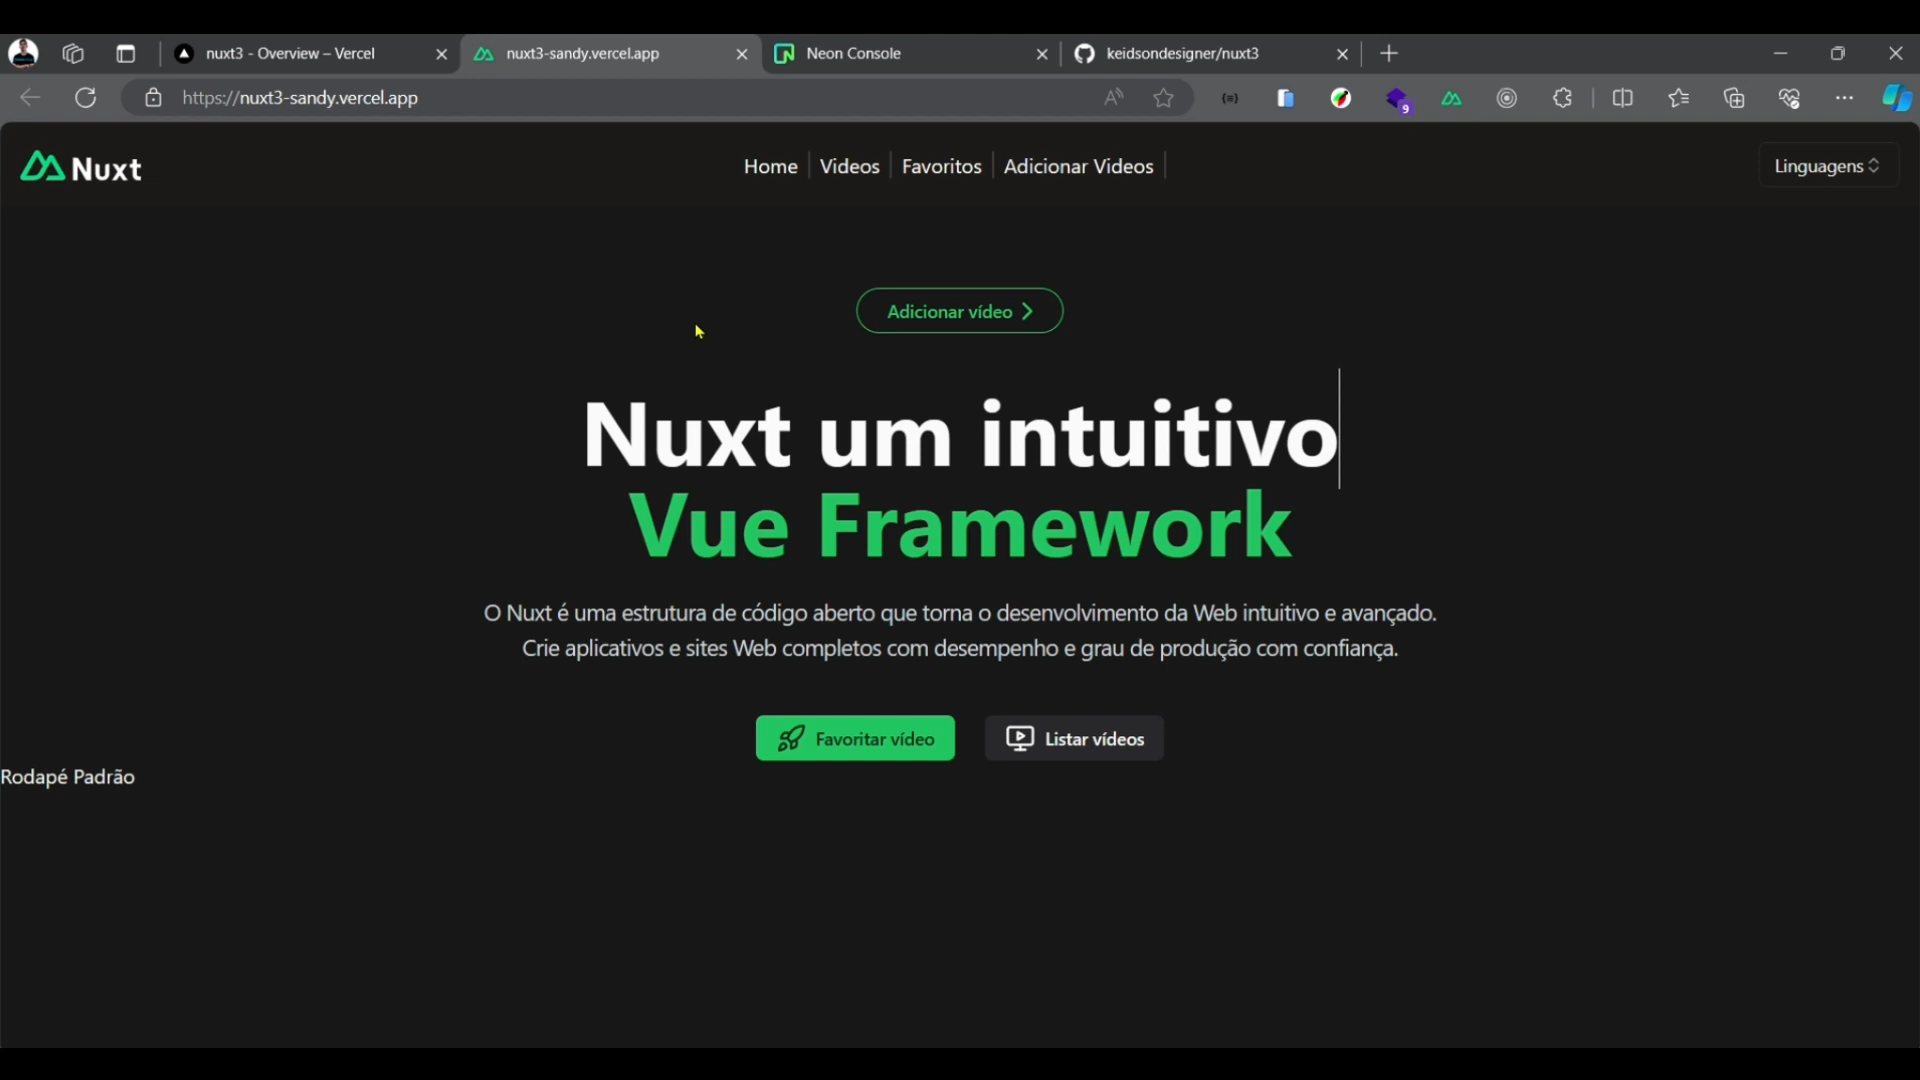 nuxt3 - Overview – Vercel
nuxt3-sandy.vercel.app
Neon Console
keidsondesigner/nuxt3
https://nuxt3-sandy.vercel.app
9
Nuxt
Home
Videos
Favoritos
Adicionar Videos
Linguagens
Adicionar vídeo
Nuxt um intuitivo
Vue Framework
O Nuxt é uma estrutura de código aberto que torna o desenvolvimento da Web intuitivo e avançado.
Crie aplicativos e sites Web completos com desempenho e grau de produção com confiança.
Favoritar vídeo
Listar vídeos
Rodapé Padrão